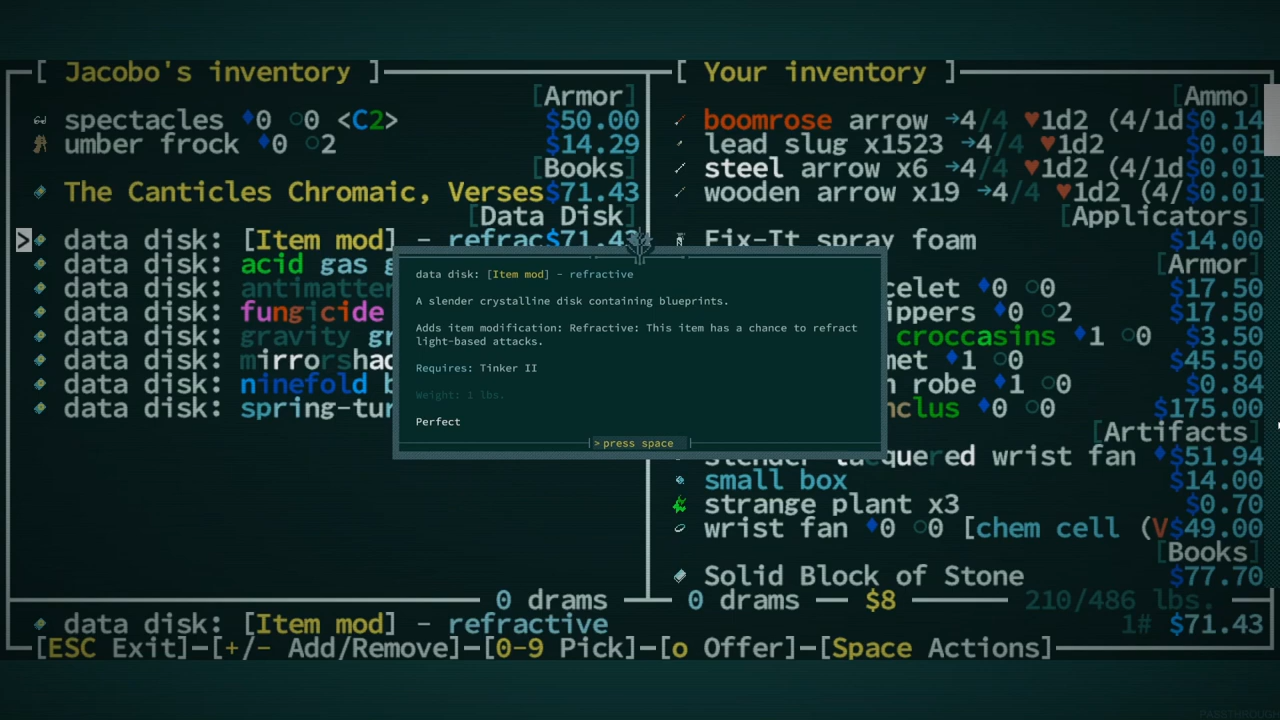 [ Jacobo's inventory ]
[Armor]
spectacles ♦0 ○0 <C2> $50.00
umber frock ♦0 ○2 $14.29
[Books]
The Canticles Chromaic, Verses $71.43
[Data Disk]
> data disk: [Item mod] - refrac $71.43
data disk: acid gas g
data disk: antimatter
data disk: fungicide
data disk: gravity gr
data disk: mirrorshad
data disk: ninefold b
data disk: spring-tur
[ Your inventory ]
[Ammo]
boomrose arrow →4/4 ♥1d2 (4/1d $0.14
lead slug x1523 →4/4 ♥1d2 $0.01
steel arrow x6 →4/4 ♥1d2 (4/1d $0.01
wooden arrow x19 →4/4 ♥1d2 (4/ $0.01
[Applicators]
Fix-It spray foam $14.00
[Armor]
celet ♦0 ○0 $17.50
ippers ♦0 ○2 $17.50
croccasins ♦1 ○0 $3.50
met ♦1 ○0 $45.50
n robe ♦1 ○0 $0.84
nclus ♦0 ○0 $175.00
[Artifacts]
slender lacquered wrist fan ♦ $51.94
small box $14.00
strange plant x3 $0.70
wrist fan ♦0 ○0 [chem cell (V $49.00
[Books]
Solid Block of Stone $77.70
data disk: [Item mod] - refractive
A slender crystalline disk containing blueprints.
Adds item modification: Refractive: This item has a chance to refract
light-based attacks.
Requires: Tinker II
Weight: 1 lbs.
Perfect
> press space
0 drams 0 drams $8 210/486 lbs.
data disk: [Item mod] - refractive 1# $71.43
[ESC Exit]-[+/- Add/Remove]-[0-9 Pick]-[o Offer]-[Space Actions]